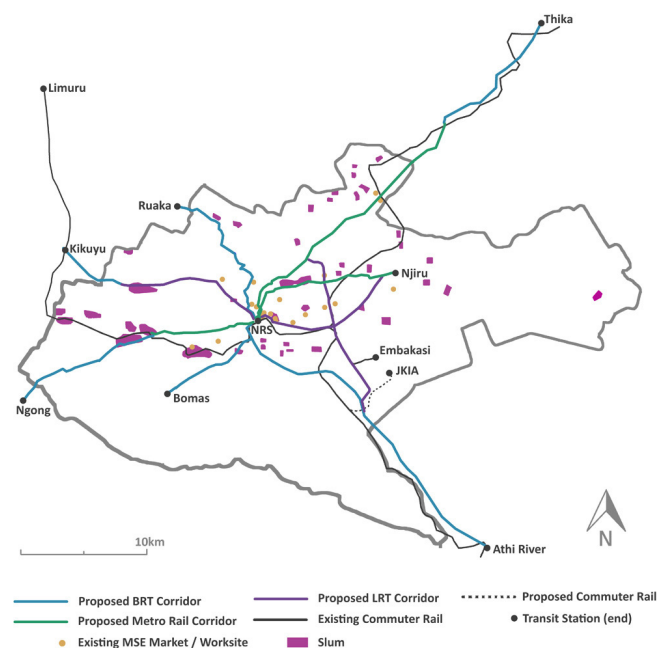 Thika
Limuru
Ruaka
Kikuyu
Njiru
NRS
Embakasi
JKIA
Bomas
Ngong
10km
N
Athi River
Proposed BRT Corridor
Proposed LRT Corridor
Proposed Commuter Rail
Proposed Metro Rail Corridor
Existing Commuter Rail
Transit Station (end)
Existing MSE Market / Worksite
Slum